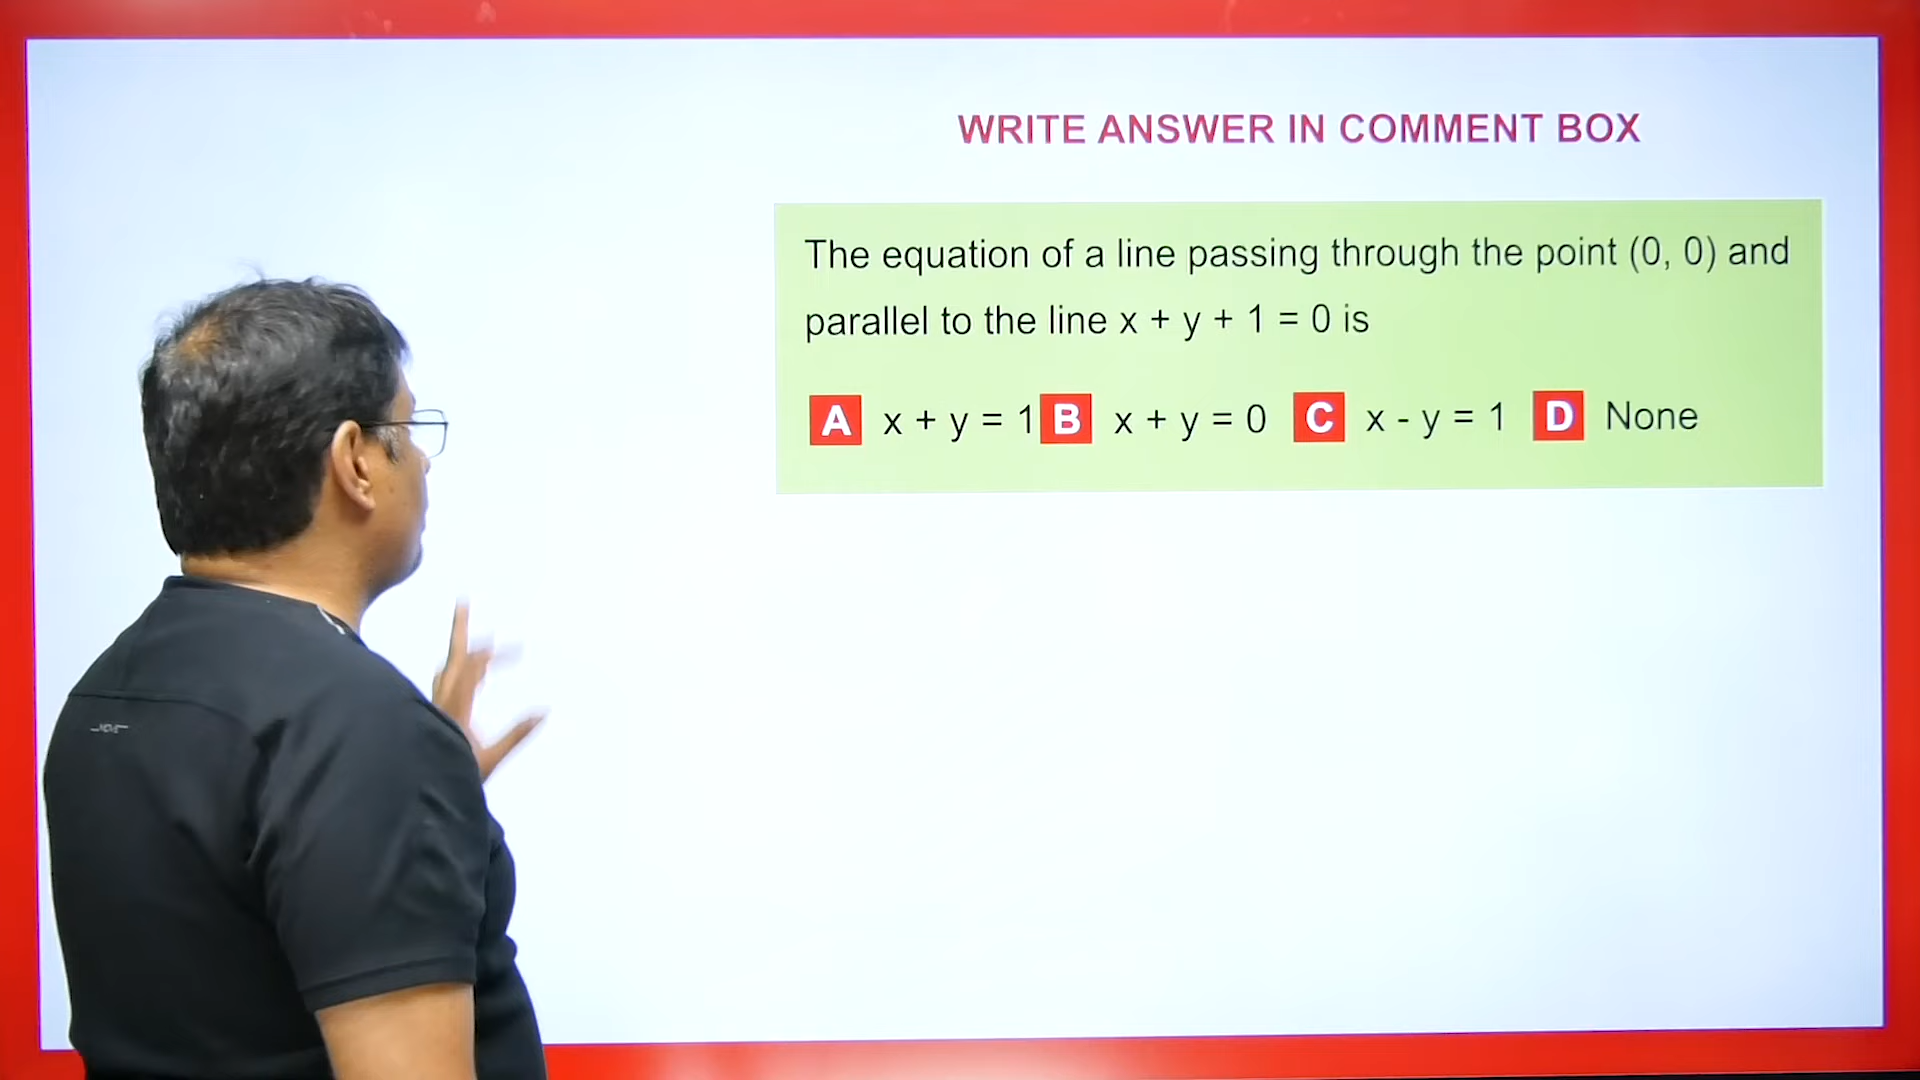 WRITE ANSWER IN COMMENT BOX
The equation of a line passing through the point (0, 0) and
parallel to the line x + y + 1 = 0 is
A x + y = 1 B x + y = 0 C x - y = 1 D None